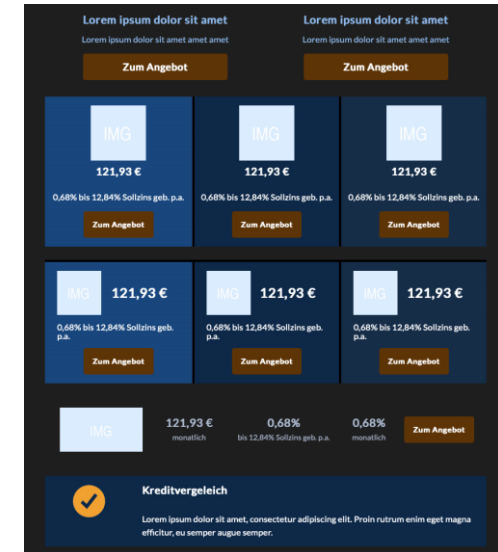 Lorem ipsum dolor sit amet
Lorem ipsum dolor sit amet amet amet
Zum Angebot
Lorem ipsum dolor sit amet
Lorem ipsum dolor sit amet amet amet
Zum Angebot
IMG
121,93 €
0,68% bis 12,84% Sollzins geb. p.a.
Zum Angebot
IMG
121,93 €
0,68% bis 12,84% Sollzins geb. p.a.
Zum Angebot
IMG
121,93 €
0,68% bis 12,84% Sollzins geb. p.a.
Zum Angebot
IMG
121,93 €
0,68% bis 12,84% Sollzins geb.
p.a.
Zum Angebot
IMG
121,93 €
0,68% bis 12,84% Sollzins geb.
p.a.
Zum Angebot
IMG
121,93 €
0,68% bis 12,84% Sollzins geb.
p.a.
Zum Angebot
IMG
121,93 €
monatlich
0,68%
bis 12,84% Sollzins geb. p.a.
0,68%
monatlich
Zum Angebot
Kreditvergeleich
Lorem ipsum dolor sit amet, consectetur adipiscing elit. Proin rutrum enim eget magna
efficitur, eu semper augue semper.